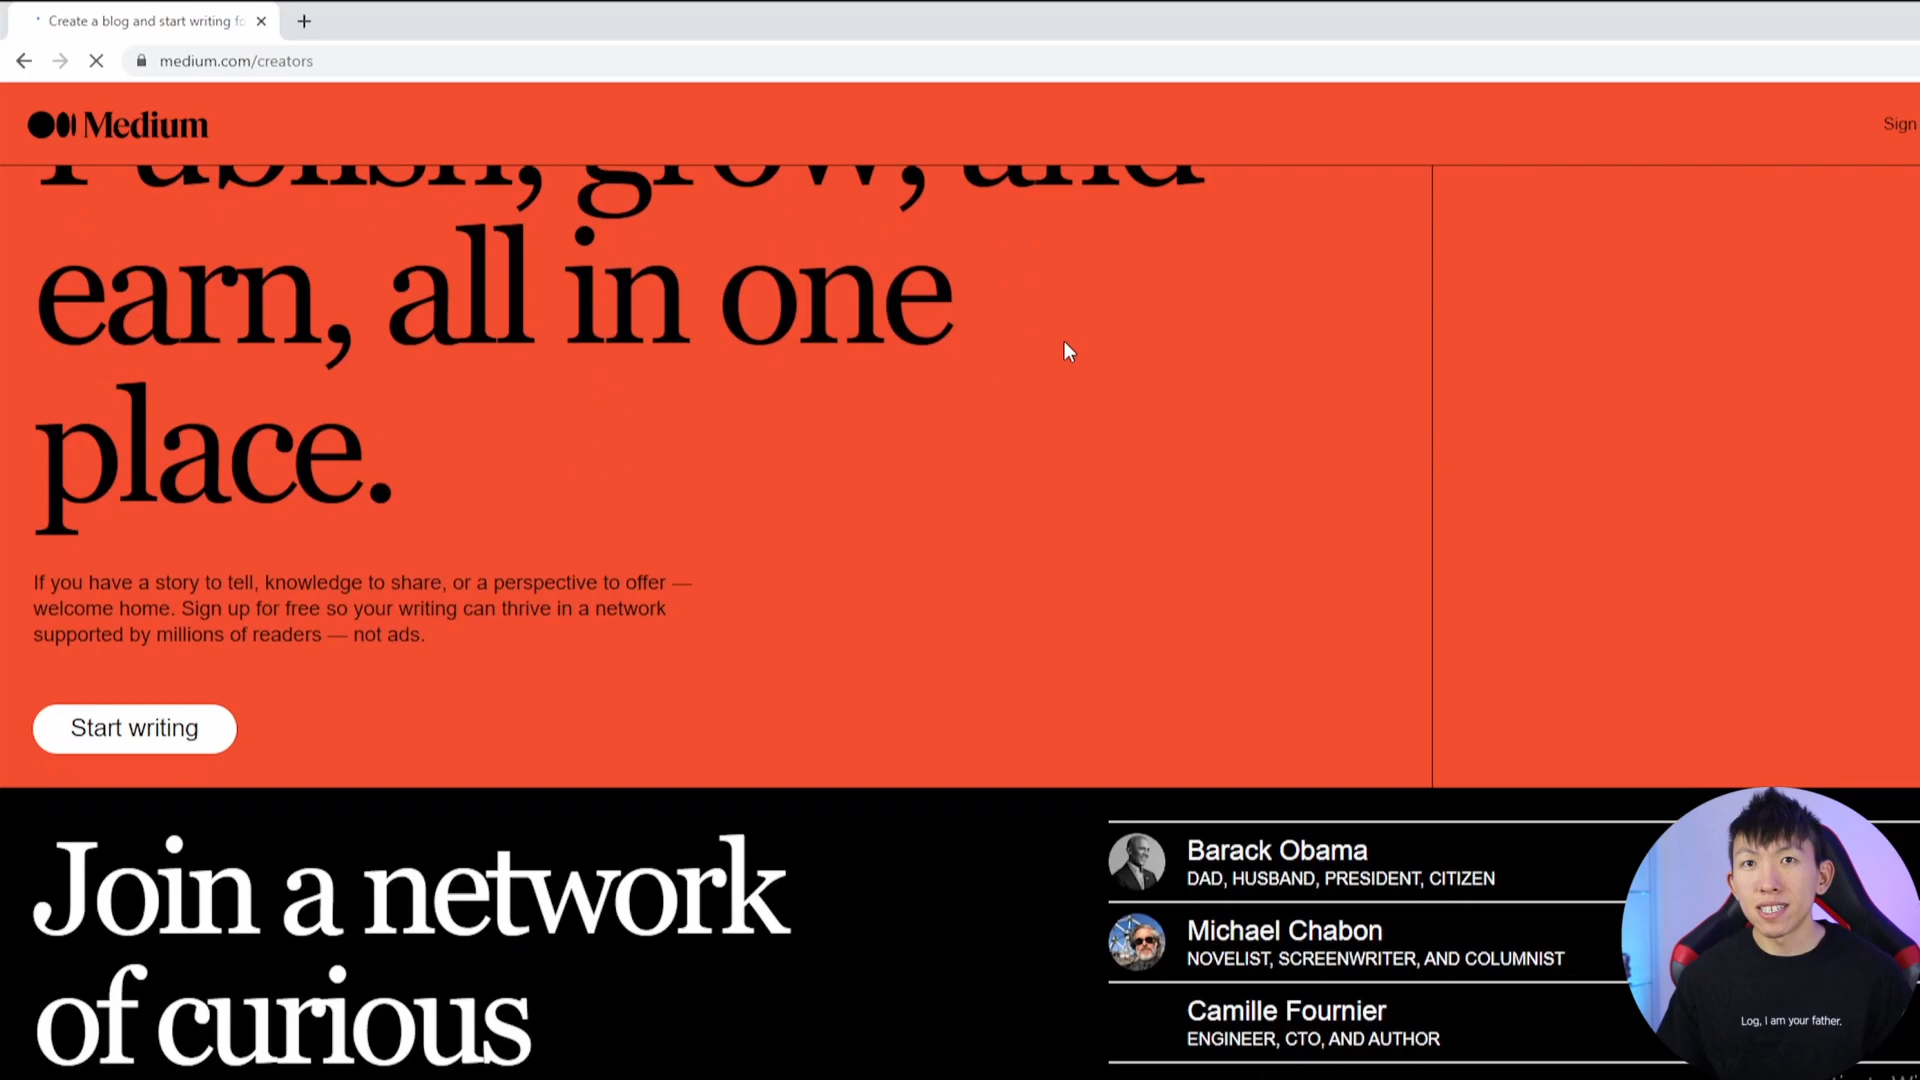 Create a blog and start writing fo
medium.com/creators
Medium
Sign
Publish, grow, and
earn, all in one
place.
If you have a story to tell, knowledge to share, or a perspective to offer —
welcome home. Sign up for free so your writing can thrive in a network
supported by millions of readers — not ads.
Start writing
Join a network
of curious
Barack Obama
DAD, HUSBAND, PRESIDENT, CITIZEN
Michael Chabon
NOVELIST, SCREENWRITER, AND COLUMNIST
Camille Fournier
ENGINEER, CTO, AND AUTHOR
Log, I am your father.